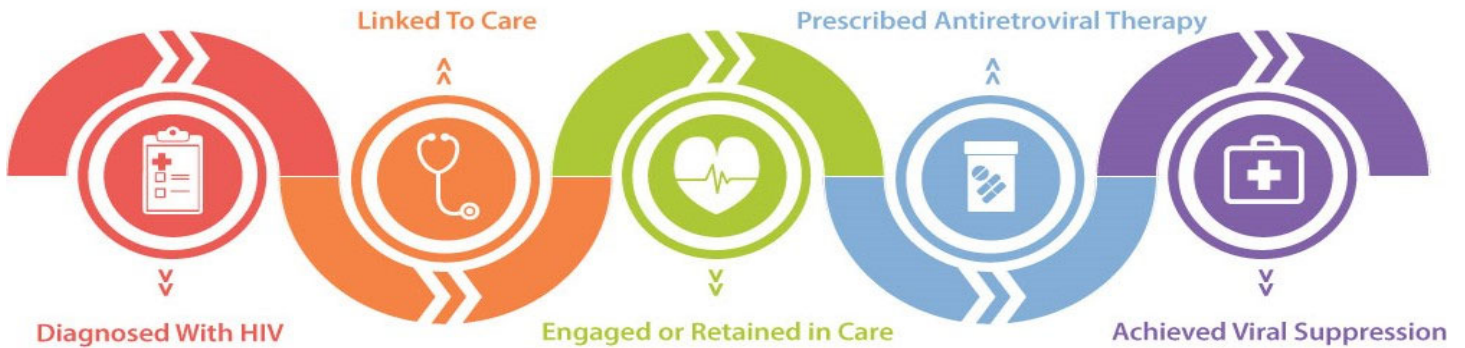 Linked To Care
Prescribed Antiretroviral Therapy
Diagnosed With HIV
Engaged or Retained in Care
Achieved Viral Suppression